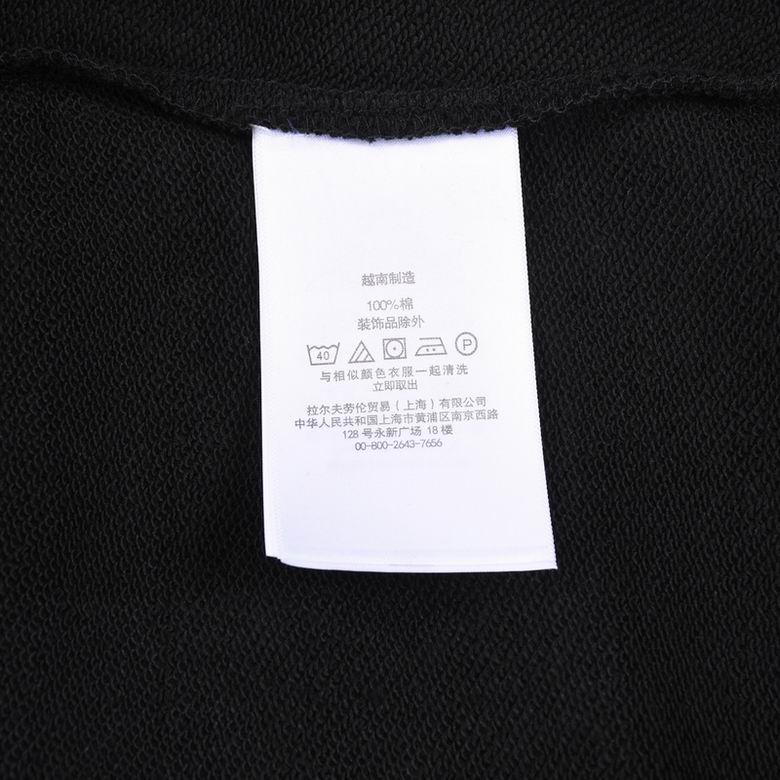 越南制造
100%棉
装饰品除外
40 P
与相似颜色衣服一起清洗
立即取出
拉尔夫劳伦贸易（上海）有限公司
中华人民共和国上海市黄浦区南京西路
128 号永新广场 18 楼
00-800-2643-7656